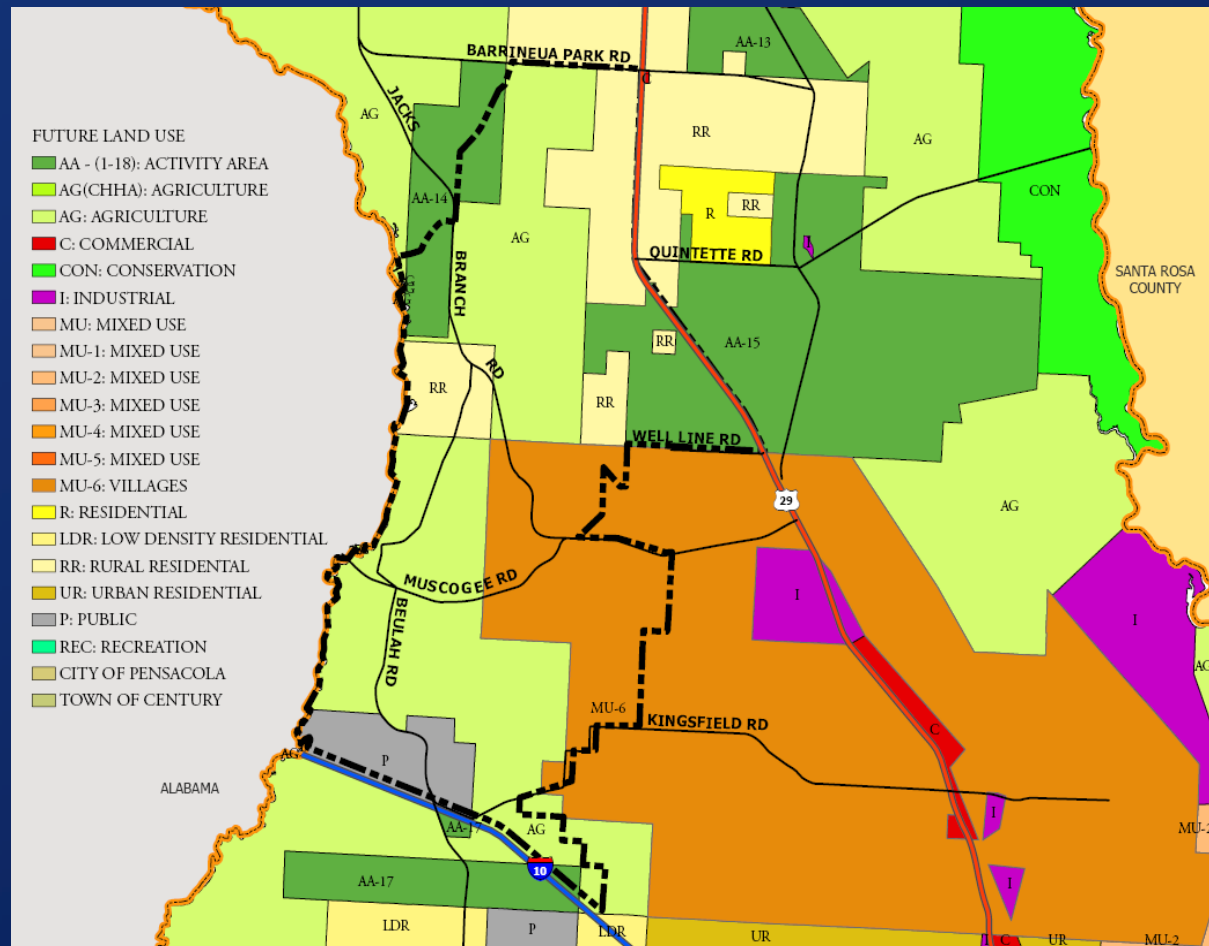 BARRINEUA PARK RD
AA-13
C
AG
JACKS
FUTURE LAND USE
AA - (1-18): ACTIVITY AREA
AG(CHHA): AGRICULTURE
AG: AGRICULTURE
C: COMMERCIAL
CON: CONSERVATION
I: INDUSTRIAL
MU: MIXED USE
MU-1: MIXED USE
MU-2: MIXED USE
MU-3: MIXED USE
MU-4: MIXED USE
MU-5: MIXED USE
MU-6: VILLAGES
R: RESIDENTIAL
LDR: LOW DENSITY RESIDENTIAL
RR: RURAL RESIDENTAL
UR: URBAN RESIDENTIAL
P: PUBLIC
REC: RECREATION
CITY OF PENSACOLA
TOWN OF CENTURY
RR
AG
CON
AA-14
RR
R
AG
I
QUINTETTE RD
BRANCH
SANTA ROSA
COUNTY
RR
AA-15
RD
RR
RR
WELL LINE RD
29
AG
MUSCOGEE RD
I
I
BEULAH RD
AG
MU-6
KINGSFIELD RD
C
AG
P
ALABAMA
I
AA-17
AG
MU-2
10
AA-17
I
LDR
P
LDR
UR
I
C
UR
MU-2